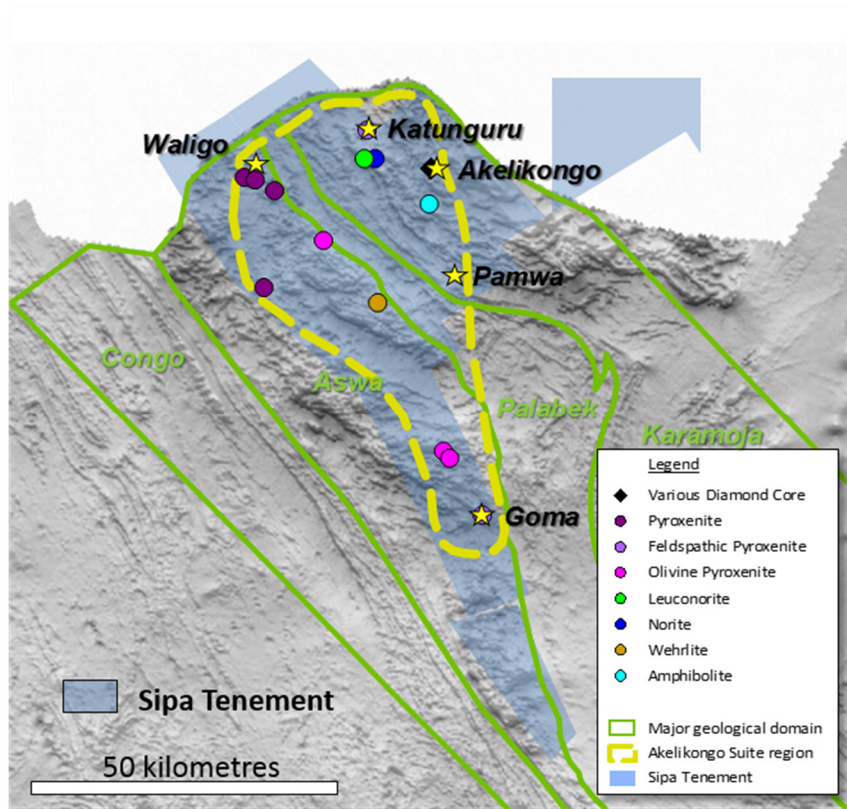 Katunguru
Waligo
Akelikongo
Pamwa
Congo
Aswa
Palabek
Karamoja
Goma
Legend
Various Diamond Core
Pyroxenite
Feldspathic Pyroxenite
Olivine Pyroxenite
Leuconorite
Norite
Wehrlite
Amphibolite
Major geological domain
Akelikongo Suite region
Sipa Tenement
Sipa Tenement
50 kilometres